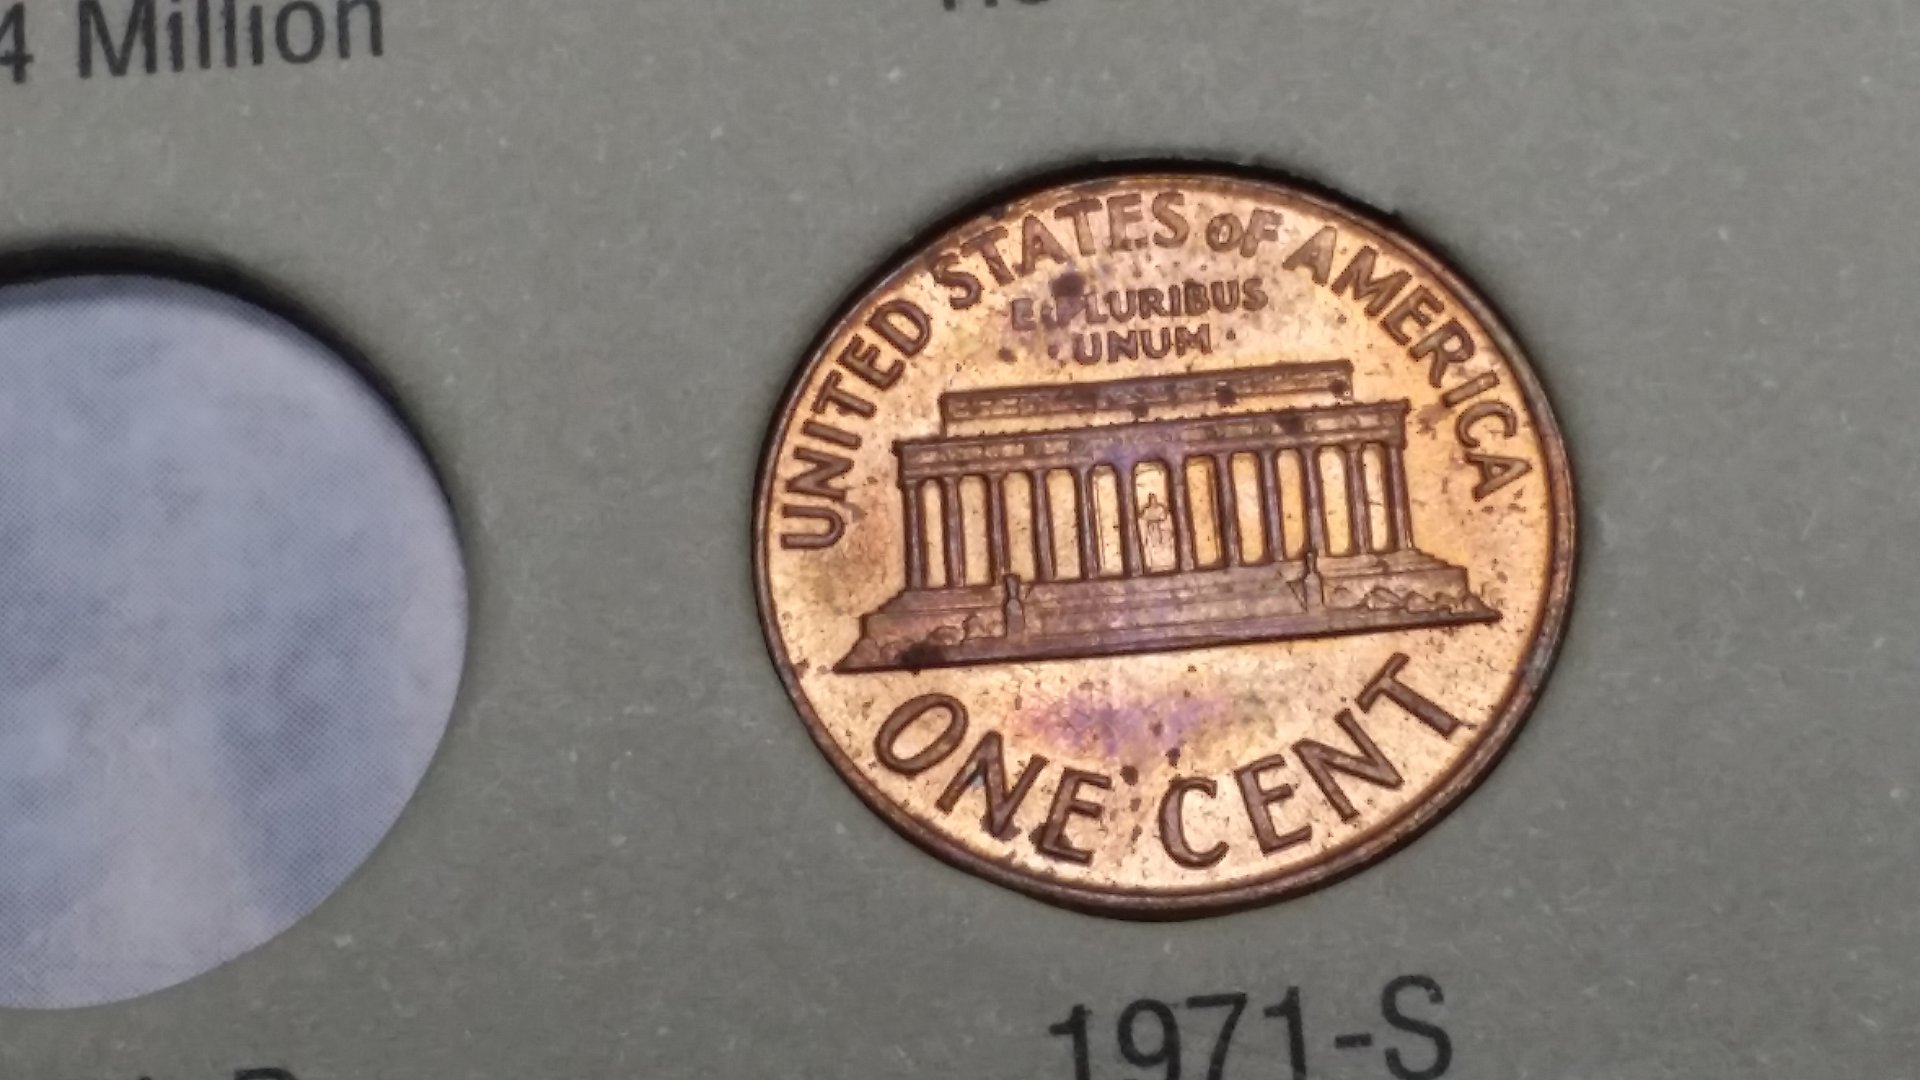 4 Million
UNITED STATES OF AMERICA
E PLURIBUS
UNUM
ONE CENT
1971-S